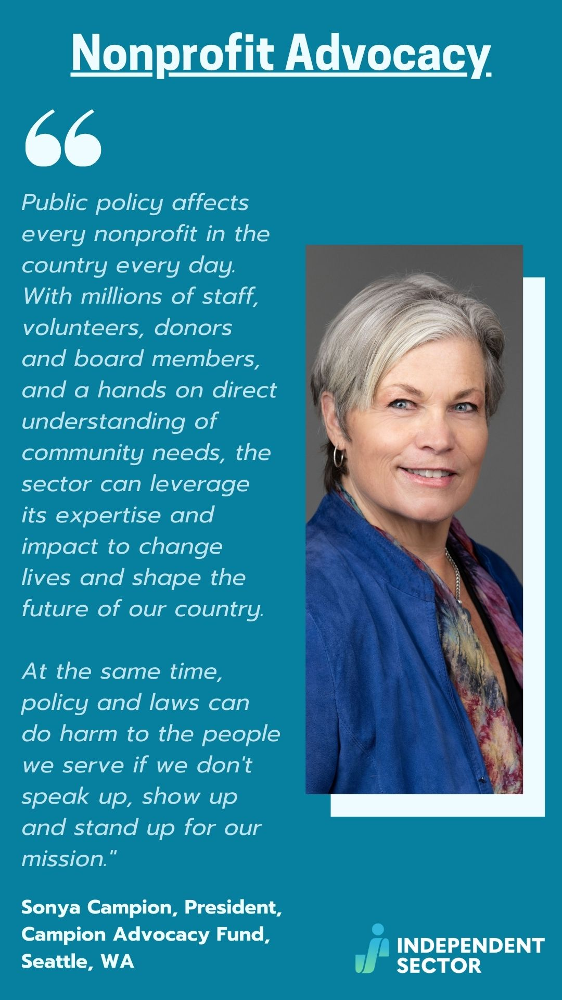 Nonprofit Advocacy
“
Public policy affects
every nonprofit in the
country every day.
With millions of staff,
volunteers, donors
and board members,
and a hands on direct
understanding of
community needs, the
sector can leverage
its expertise and
impact to change
lives and shape the
future of our country.
At the same time,
policy and laws can
do harm to the people
we serve if we don't
speak up, show up
and stand up for our
mission."
Sonya Campion, President,
Campion Advocacy Fund,
Seattle, WA
INDEPENDENT
SECTOR